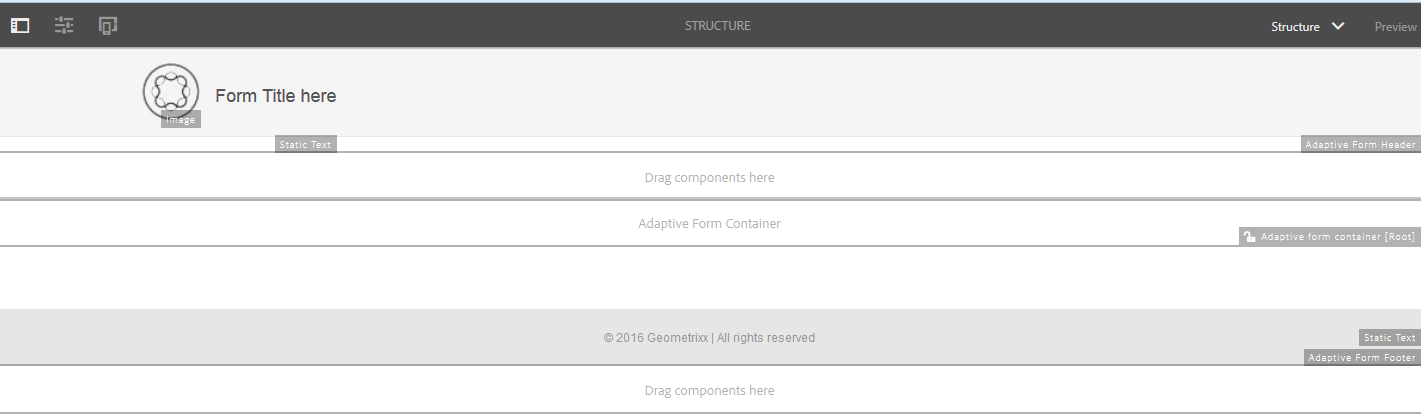 STRUCTURE
Structure
Preview
Form Title here
Image
Static Text
Adaptive Form Header
Drag components here
Adaptive Form Container
Adaptive form container [Root]
© 2016 Geometrixx | All rights reserved
Static Text
Adaptive Form Footer
Drag components here